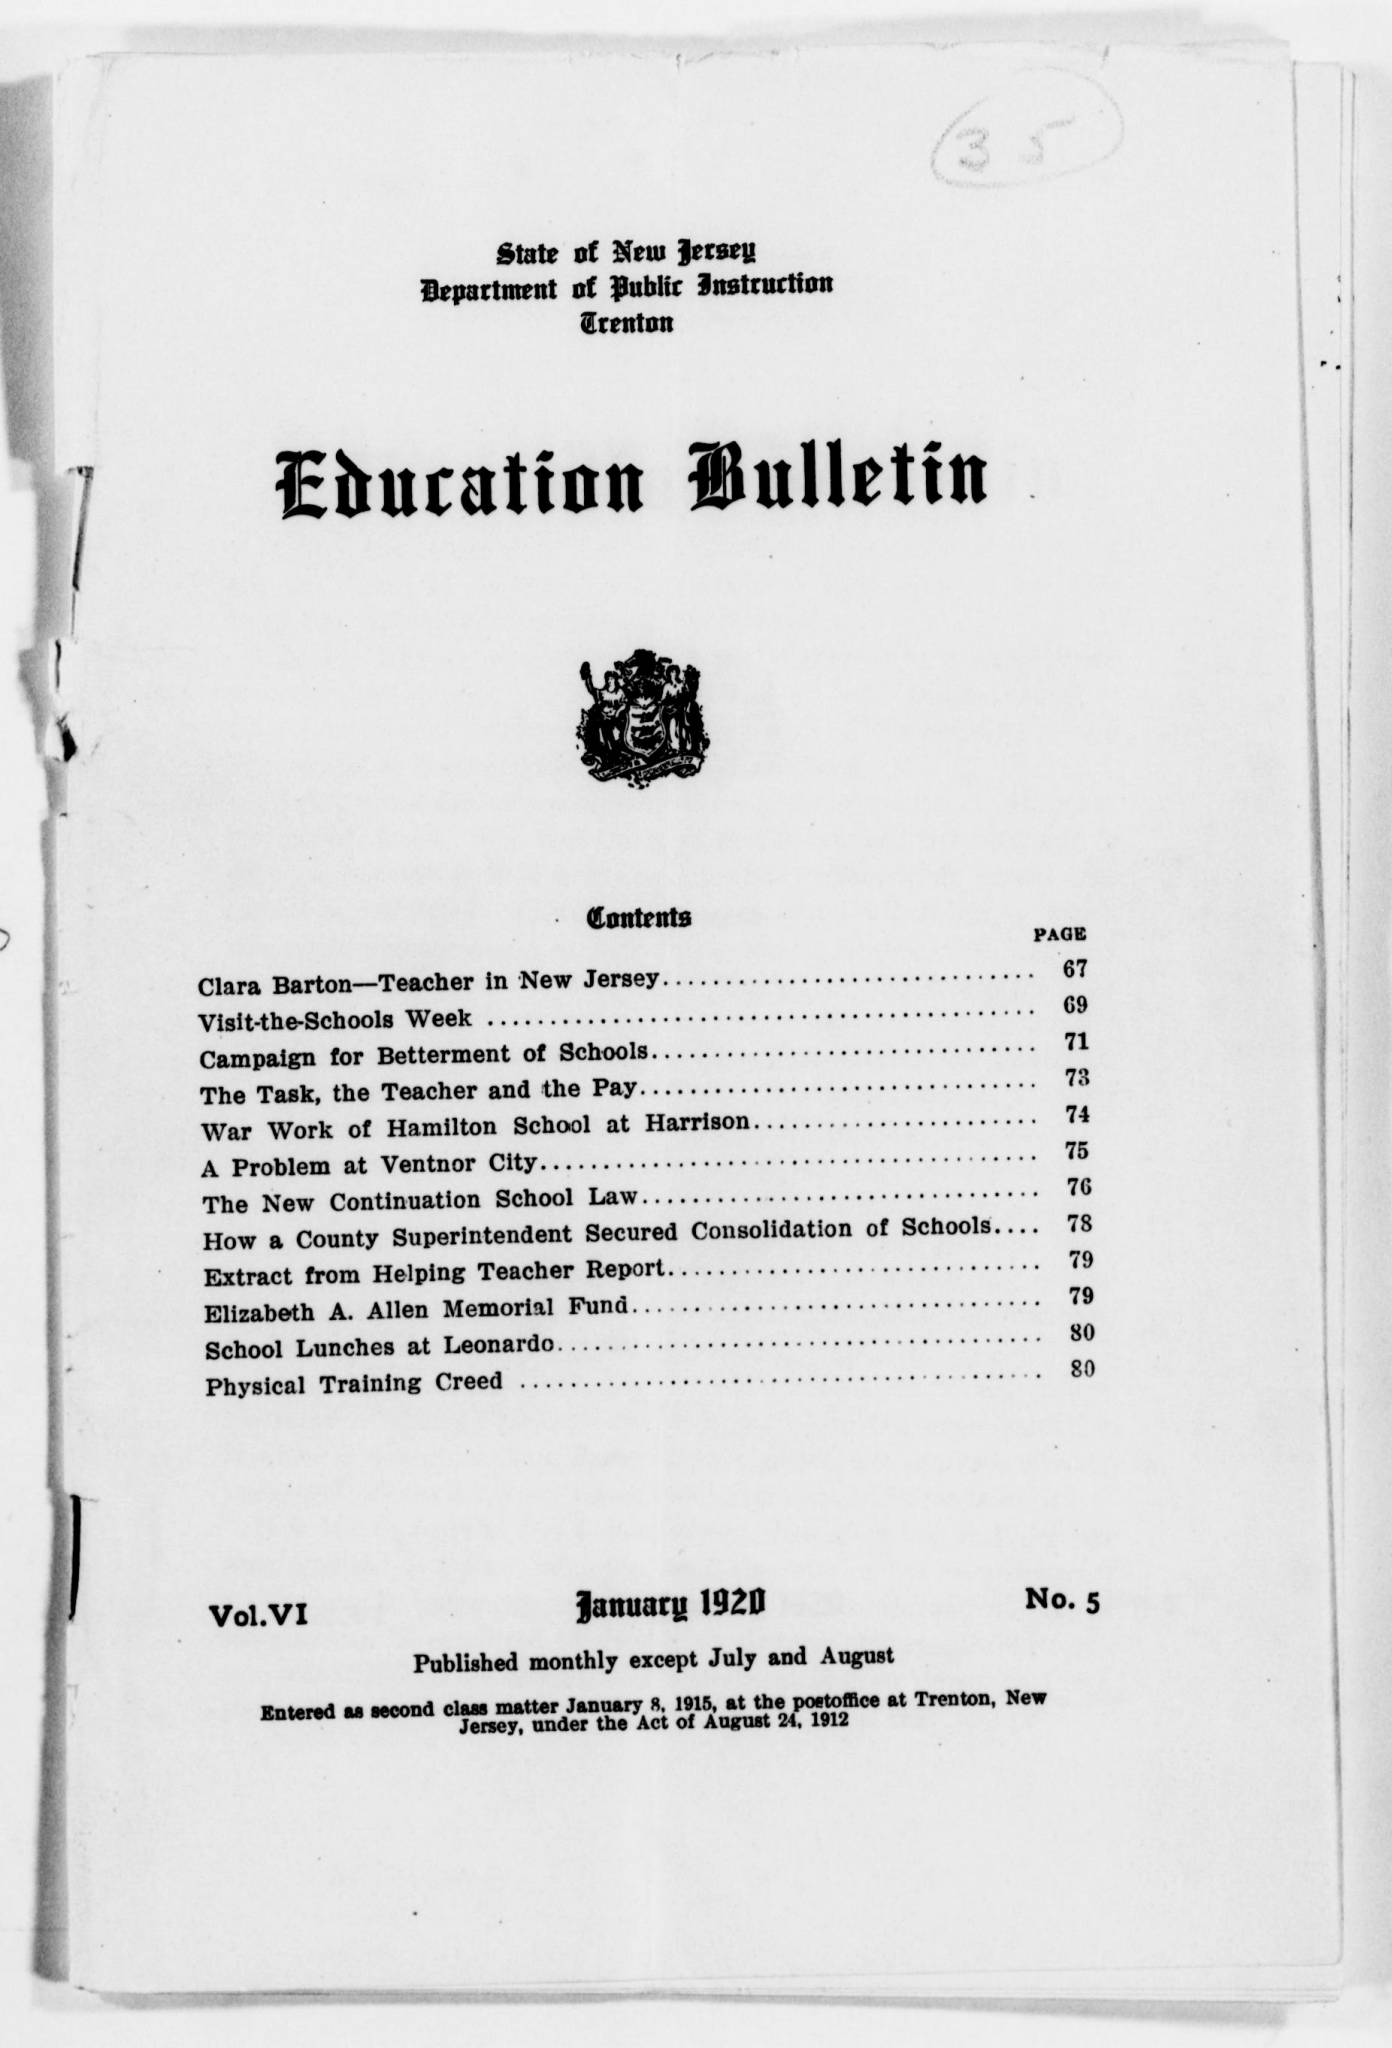 35
State of New Jersey
Department of Public Instruction
Trenton
Education Bulletin
Contents
PAGE
Clara Barton—Teacher in New Jersey.............................. 67
Visit-the-Schools Week ............................................ 69
Campaign for Betterment of Schools............................... 71
The Task, the Teacher and the Pay................................ 73
War Work of Hamilton School at Harrison....................... 74
A Problem at Ventnor City........................................ 75
The New Continuation School Law................................ 76
How a County Superintendent Secured Consolidation of Schools.... 78
Extract from Helping Teacher Report.............................. 79
Elizabeth A. Allen Memorial Fund................................. 79
School Lunches at Leonardo....................................... 80
Physical Training Creed .......................................... 80
Vol.VI January 1920 No. 5
Published monthly except July and August
Entered as second class matter January 8, 1915, at the postoffice at Trenton, New
Jersey, under the Act of August 24, 1912